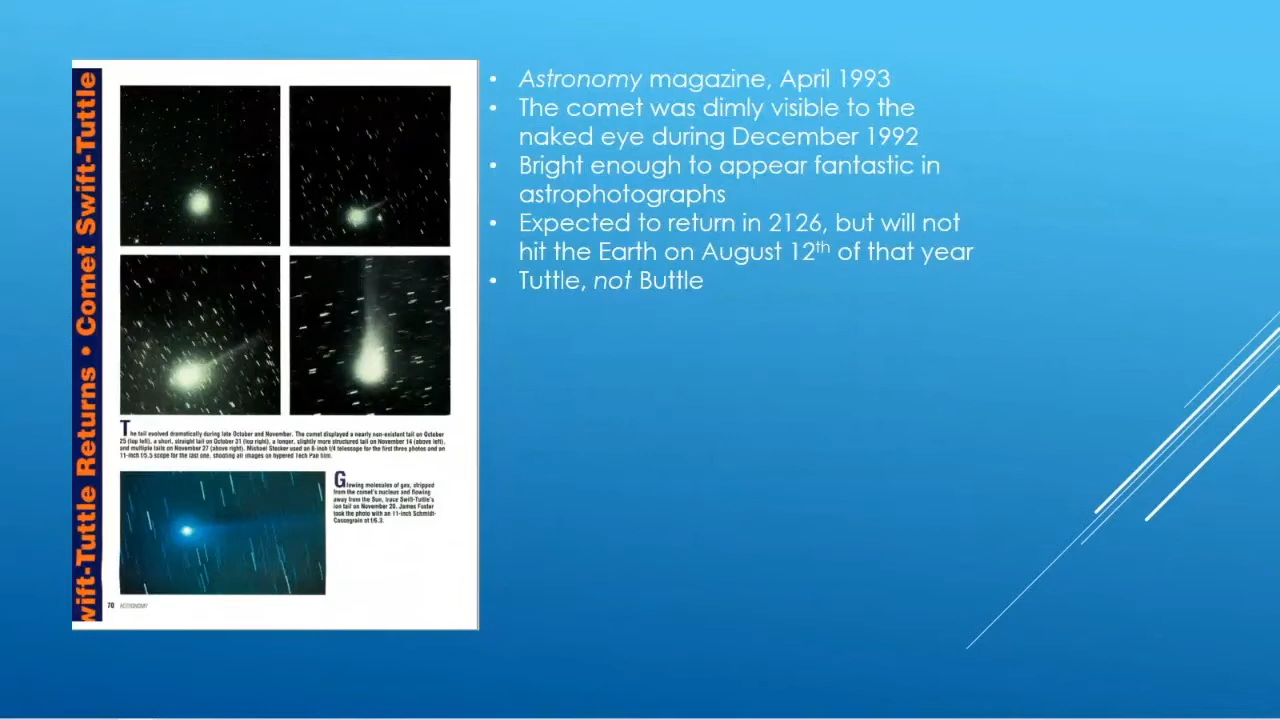 wift-Tuttle Returns • Comet Swift-Tuttle
The tail evolved dramatically during late October and November. The comet displayed a nearly non-existent tail on October
25 (top left), a short, straight tail on October 31 (top right), a longer, slightly more structured tail on November 14 (above left),
and multiple tails on November 27 (above right). Michael Stecker used an 8-inch f/4 telescope for the first three photos and an
11-inch f/5.5 scope for the last one, shooting all images on hypered Tech Pan film.
Glowing molecules of gas, stripped
from the comet's nucleus and flowing
away from the Sun, trace Swift-Tuttle's
ion tail on November 20. James Foster
took the photo with an 11-inch Schmidt-
Cassegrain at f/6.3.
70 ASTRONOMY
• Astronomy magazine, April 1993
• The comet was dimly visible to the
naked eye during December 1992
• Bright enough to appear fantastic in
astrophotographs
• Expected to return in 2126, but will not
hit the Earth on August 12th of that year
• Tuttle, not Buttle